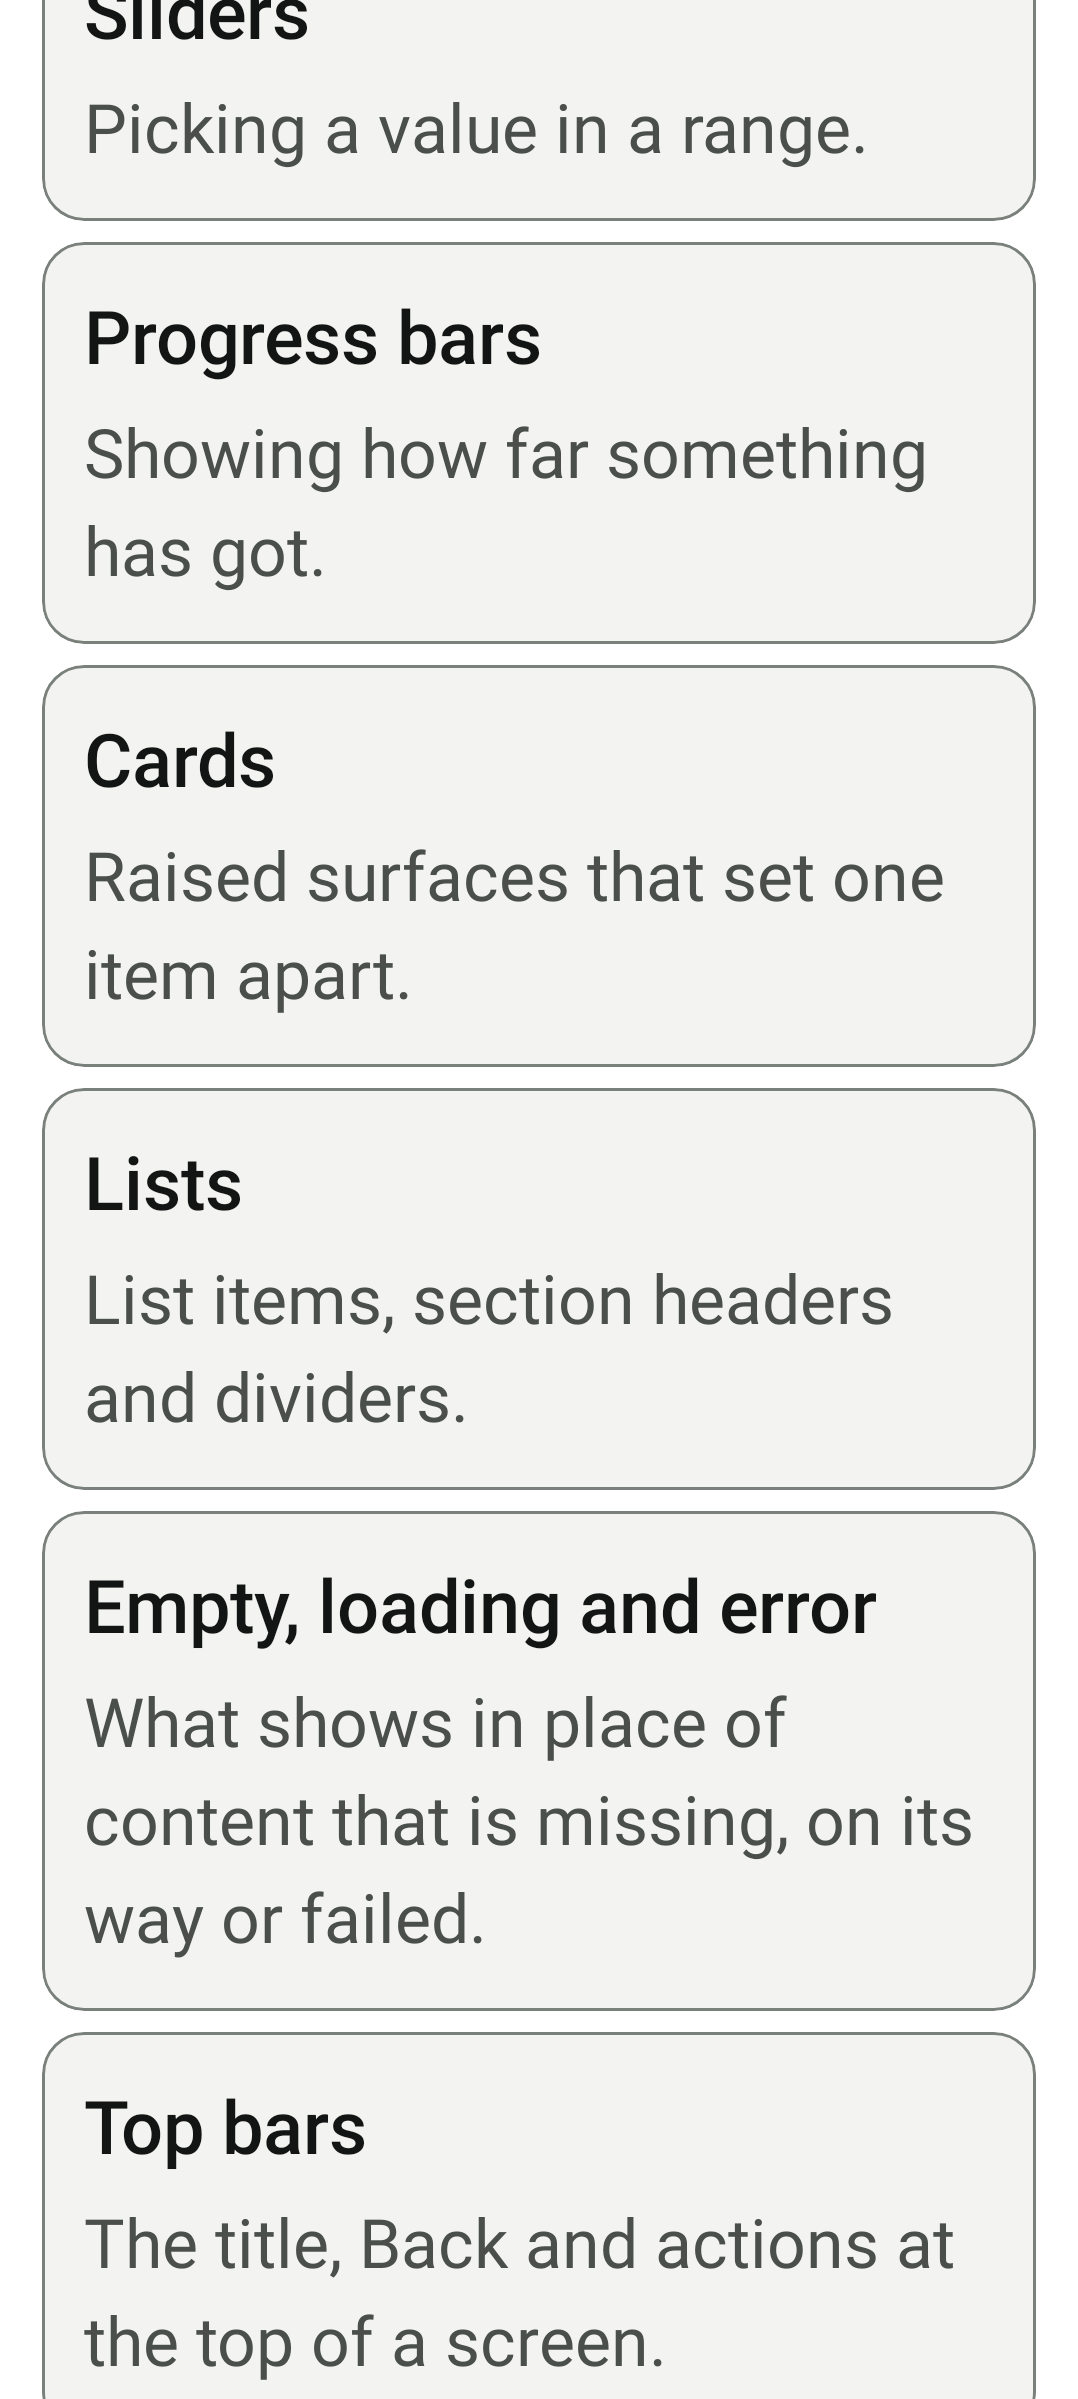 Sliders
Picking a value in a range.
Progress bars
Showing how far something
has got.
Cards
Raised surfaces that set one
item apart.
Lists
List items, section headers
and dividers.
Empty, loading and error
What shows in place of
content that is missing, on its
way or failed.
Top bars
The title, Back and actions at
the top of a screen.